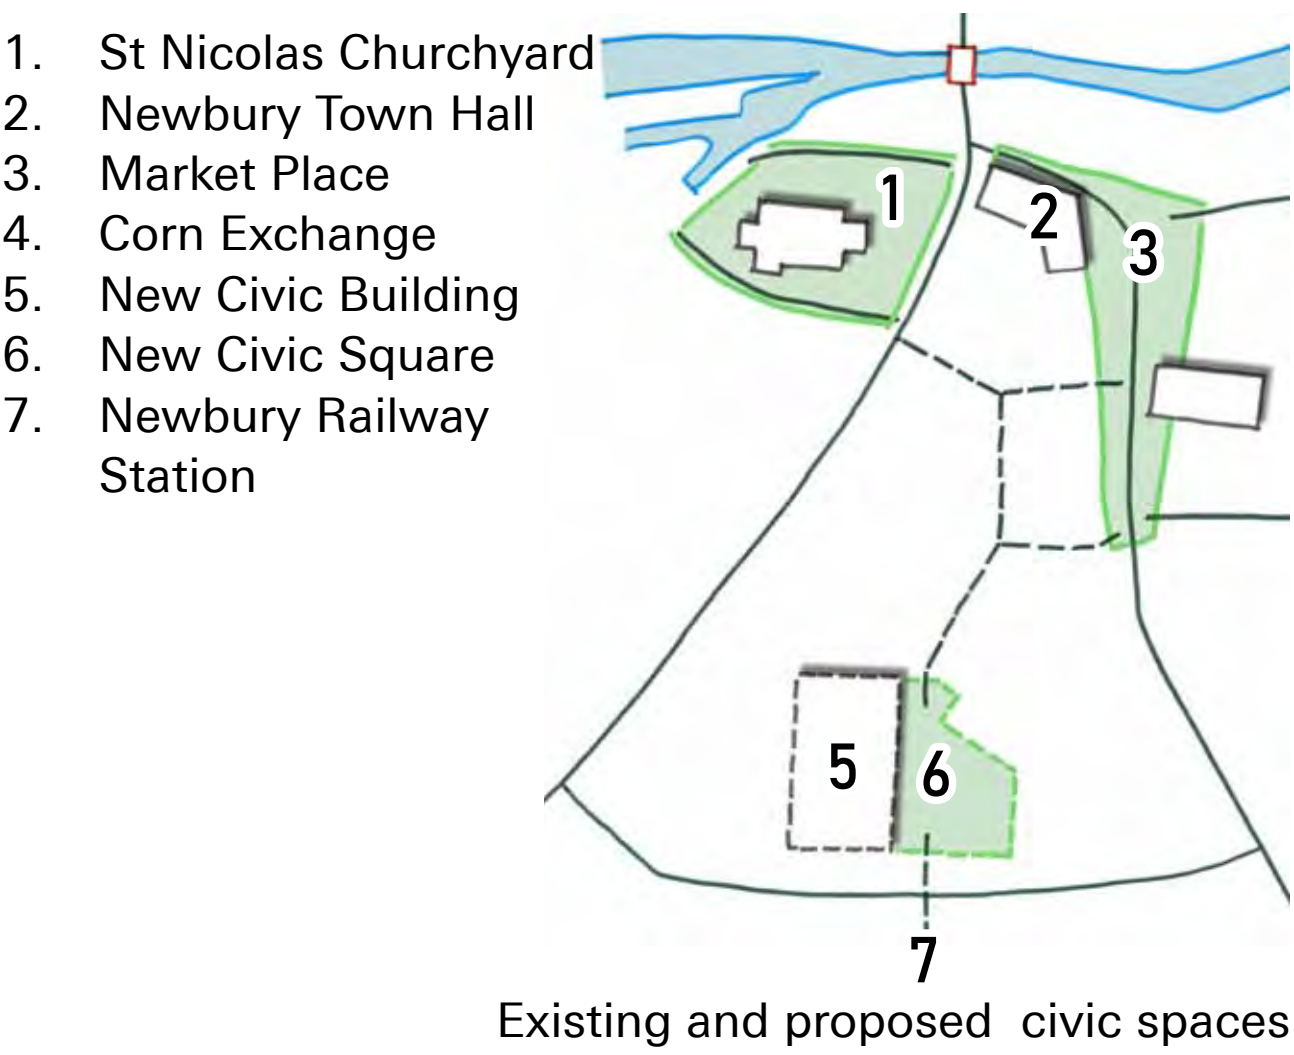 1. St Nicolas Churchyard
2. Newbury Town Hall
3. Market Place
4. Corn Exchange
5. New Civic Building
6. New Civic Square
7. Newbury Railway
Station
1
2
3
5
6
7
Existing and proposed civic spaces